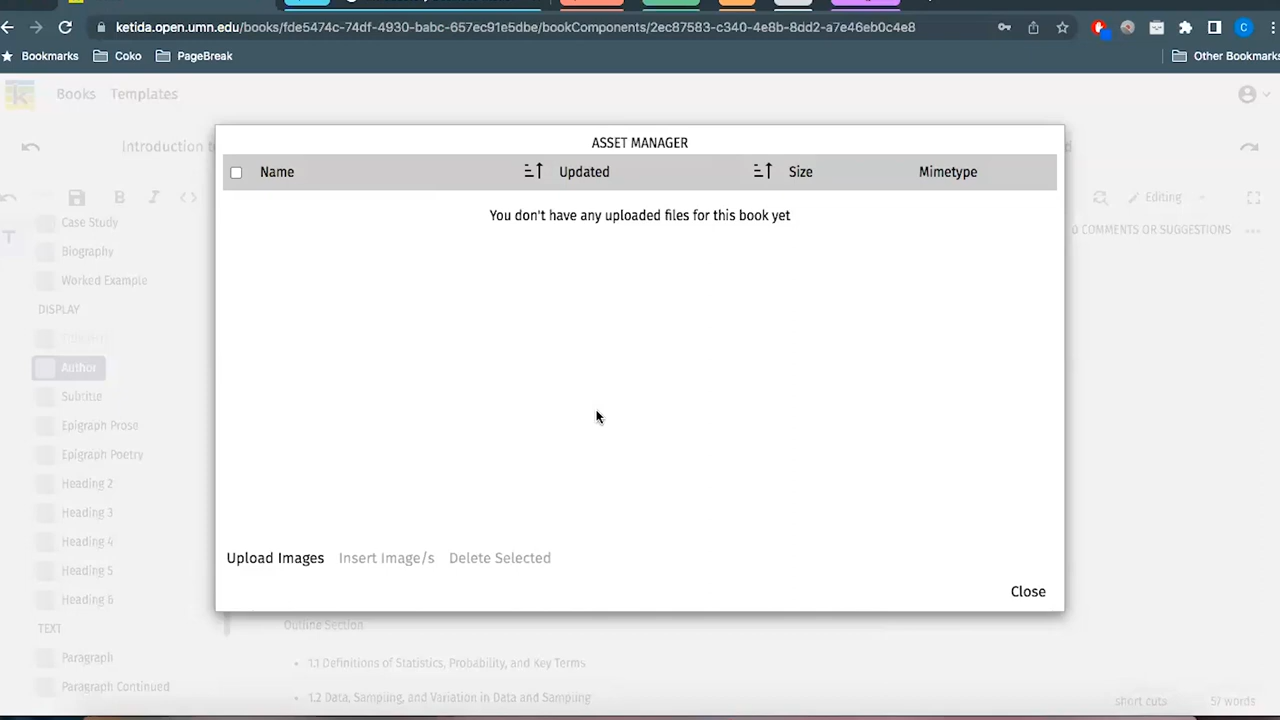 ketida.open.umn.edu/books/fde5474c-74df-4930-babc-657ec91e5dbe/bookComponents/2ec87583-c340-4e8b-8dd2-a7e46eb0c4e8
C
Bookmarks Coko PageBreak Other Bookmarks
Books Templates
Introduction
ASSET MANAGER
Name Updated Size Mimetype
You don't have any uploaded files for this book yet
B I <> Editing
0 COMMENTS OR SUGGESTIONS
Case Study
Biography
Worked Example
DISPLAY
Author
Subtitle
Epigraph Prose
Epigraph Poetry
Heading 2
Heading 3
Heading 4
Heading 5
Heading 6
TEXT
Paragraph
Paragraph Continued
Upload Images Insert Image/s Delete Selected
Close
Outline Section
1.1 Definitions of Statistics, Probability, and Key Terms
1.2 Data, Sampling, and Variation in Data and Sampling
short cuts 57 words